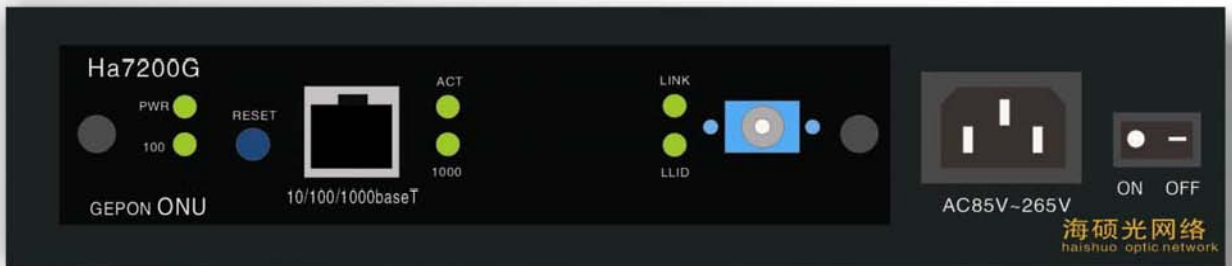 Ha7200G
PWR
100
RESET
10/100/1000baseT
ACT
1000
LINK
LLID
GEPON ONU
AC85V~265V
ON OFF
海硕光网络
haishuo optic network